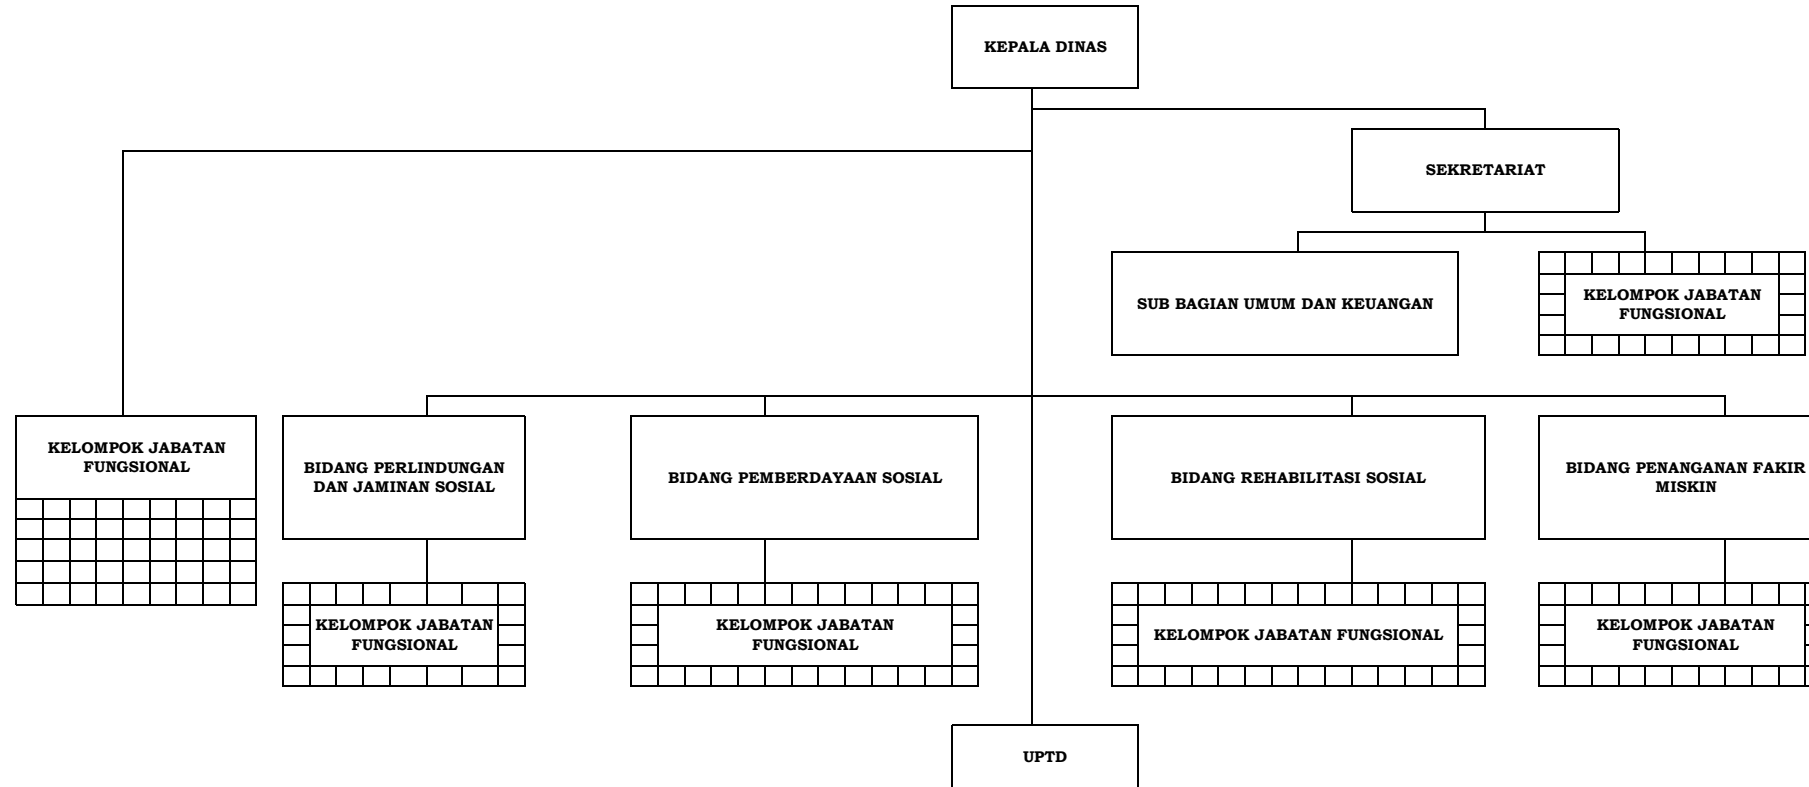 KEPALA DINAS
SEKRETARIAT
SUB BAGIAN UMUM DAN KEUANGAN
KELOMPOK JABATAN
FUNGSIONAL
KELOMPOK JABATAN
FUNGSIONAL
BIDANG PERLINDUNGAN
DAN JAMINAN SOSIAL
BIDANG PEMBERDAYAAN SOSIAL
BIDANG REHABILITASI SOSIAL
BIDANG PENANGANAN FAKIR
MISKIN
KELOMPOK JABATAN
FUNGSIONAL
KELOMPOK JABATAN
FUNGSIONAL
KELOMPOK JABATAN FUNGSIONAL
KELOMPOK JABATAN
FUNGSIONAL
UPTD